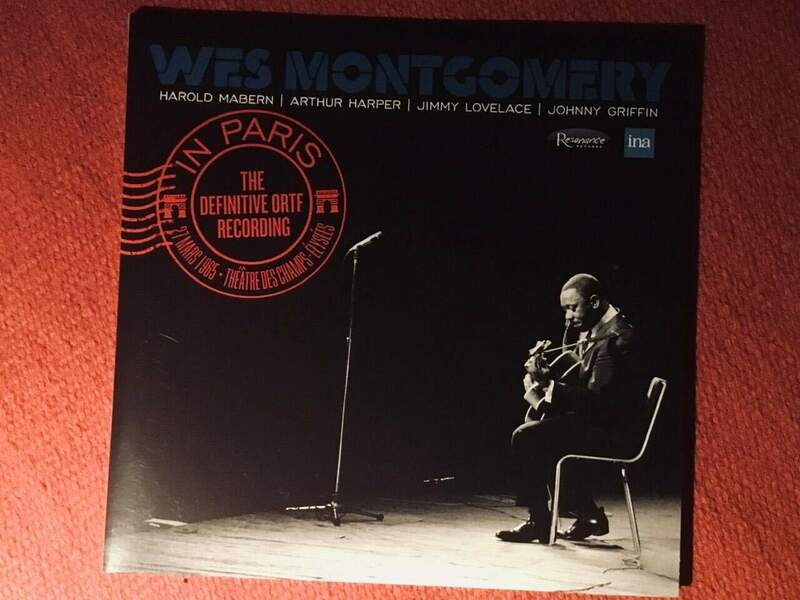 WES MONTGOMERY
HAROLD MABERN | ARTHUR HARPER | JIMMY LOVELACE | JOHNNY GRIFFIN
Resonance
RECORDS
ina
IN PARIS
THE
DEFINITIVE ORTF
RECORDING
27 MARS 1965 · THÉÂTRE DES CHAMPS-ÉLYSÉES